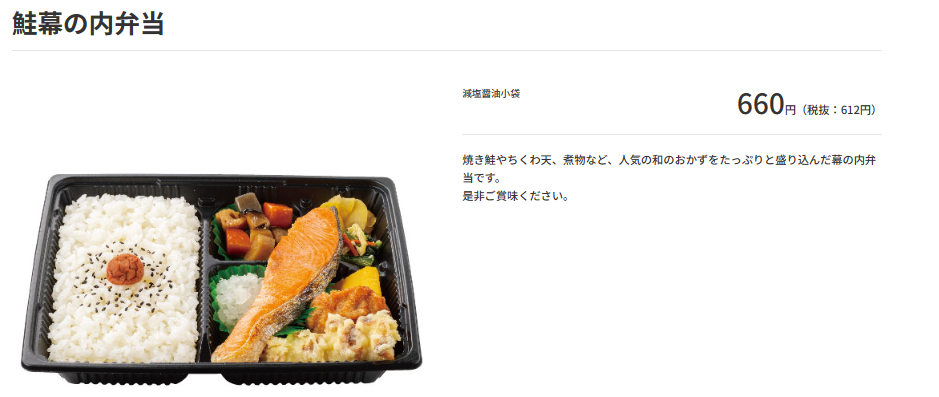 鮭幕の内弁当
減塩醤油小袋
660円（税抜：612円）
焼き鮭やちくわ天、煮物など、人気の和のおかずをたっぷりと盛り込んだ幕の内弁
当です。
是非ご賞味ください。